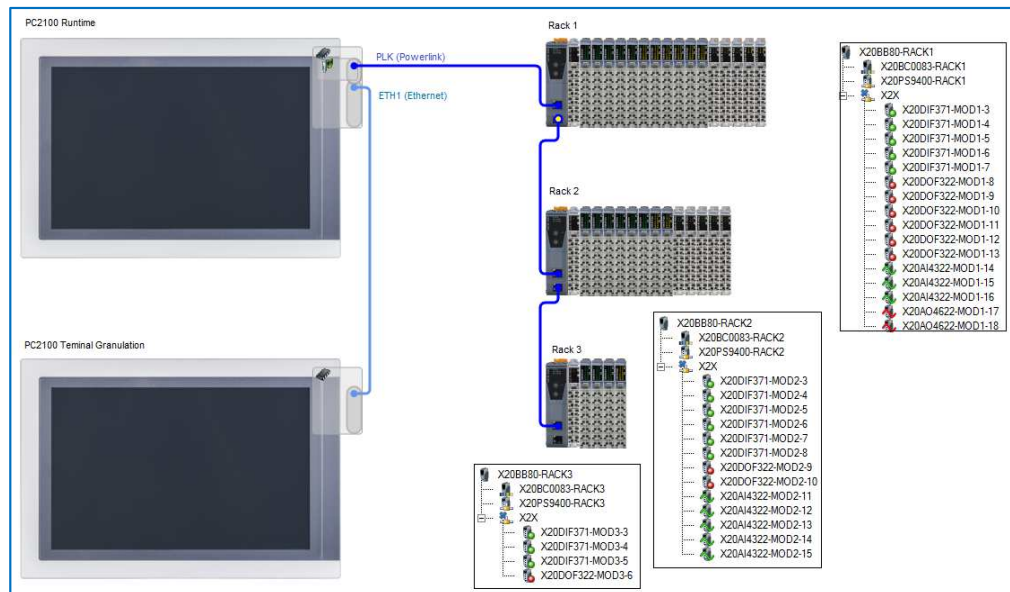 PC2100 Runtime
PLK (Powerlink)
ETH1 (Ethernet)
Rack 1
X20BB80-RACK1
X20BC0083-RACK1
X20PS9400-RACK1
X2X
X20DIF371-MOD1-3
X20DIF371-MOD1-4
X20DIF371-MOD1-5
X20DIF371-MOD1-6
X20DIF371-MOD1-7
X20DOF322-MOD1-8
X20DOF322-MOD1-9
X20DOF322-MOD1-10
X20DOF322-MOD1-11
X20DOF322-MOD1-12
X20DOF322-MOD1-13
X20AI4322-MOD1-14
X20AI4322-MOD1-15
X20AI4322-MOD1-16
X20AO4622-MOD1-17
X20AO4622-MOD1-18
Rack 2
X20BB80-RACK2
X20BC0083-RACK2
X20PS9400-RACK2
X2X
X20DIF371-MOD2-3
X20DIF371-MOD2-4
X20DIF371-MOD2-5
X20DIF371-MOD2-6
X20DIF371-MOD2-7
X20DIF371-MOD2-8
X20DOF322-MOD2-9
X20DOF322-MOD2-10
X20AI4322-MOD2-11
X20AI4322-MOD2-12
X20AI4322-MOD2-13
X20AI4322-MOD2-14
X20AI4322-MOD2-15
PC2100 Teminal Granulation
Rack 3
X20BB80-RACK3
X20BC0083-RACK3
X20PS9400-RACK3
X2X
X20DIF371-MOD3-3
X20DIF371-MOD3-4
X20DIF371-MOD3-5
X20DOF322-MOD3-6